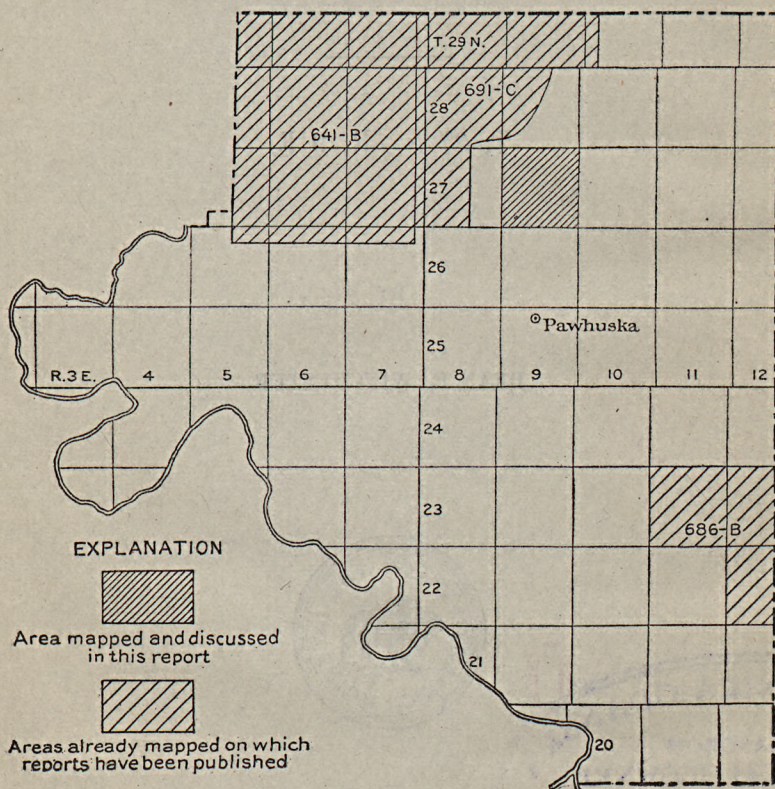 T. 29 N.
691-C
28
641-B
27
26
Pawhuska
25
R. 3 E. 4 5 6 7 8 9 10 11 12
24
23
686-B
EXPLANATION
22
Area mapped and discussed
in this report
21
Areas already mapped on which
reports have been published
20